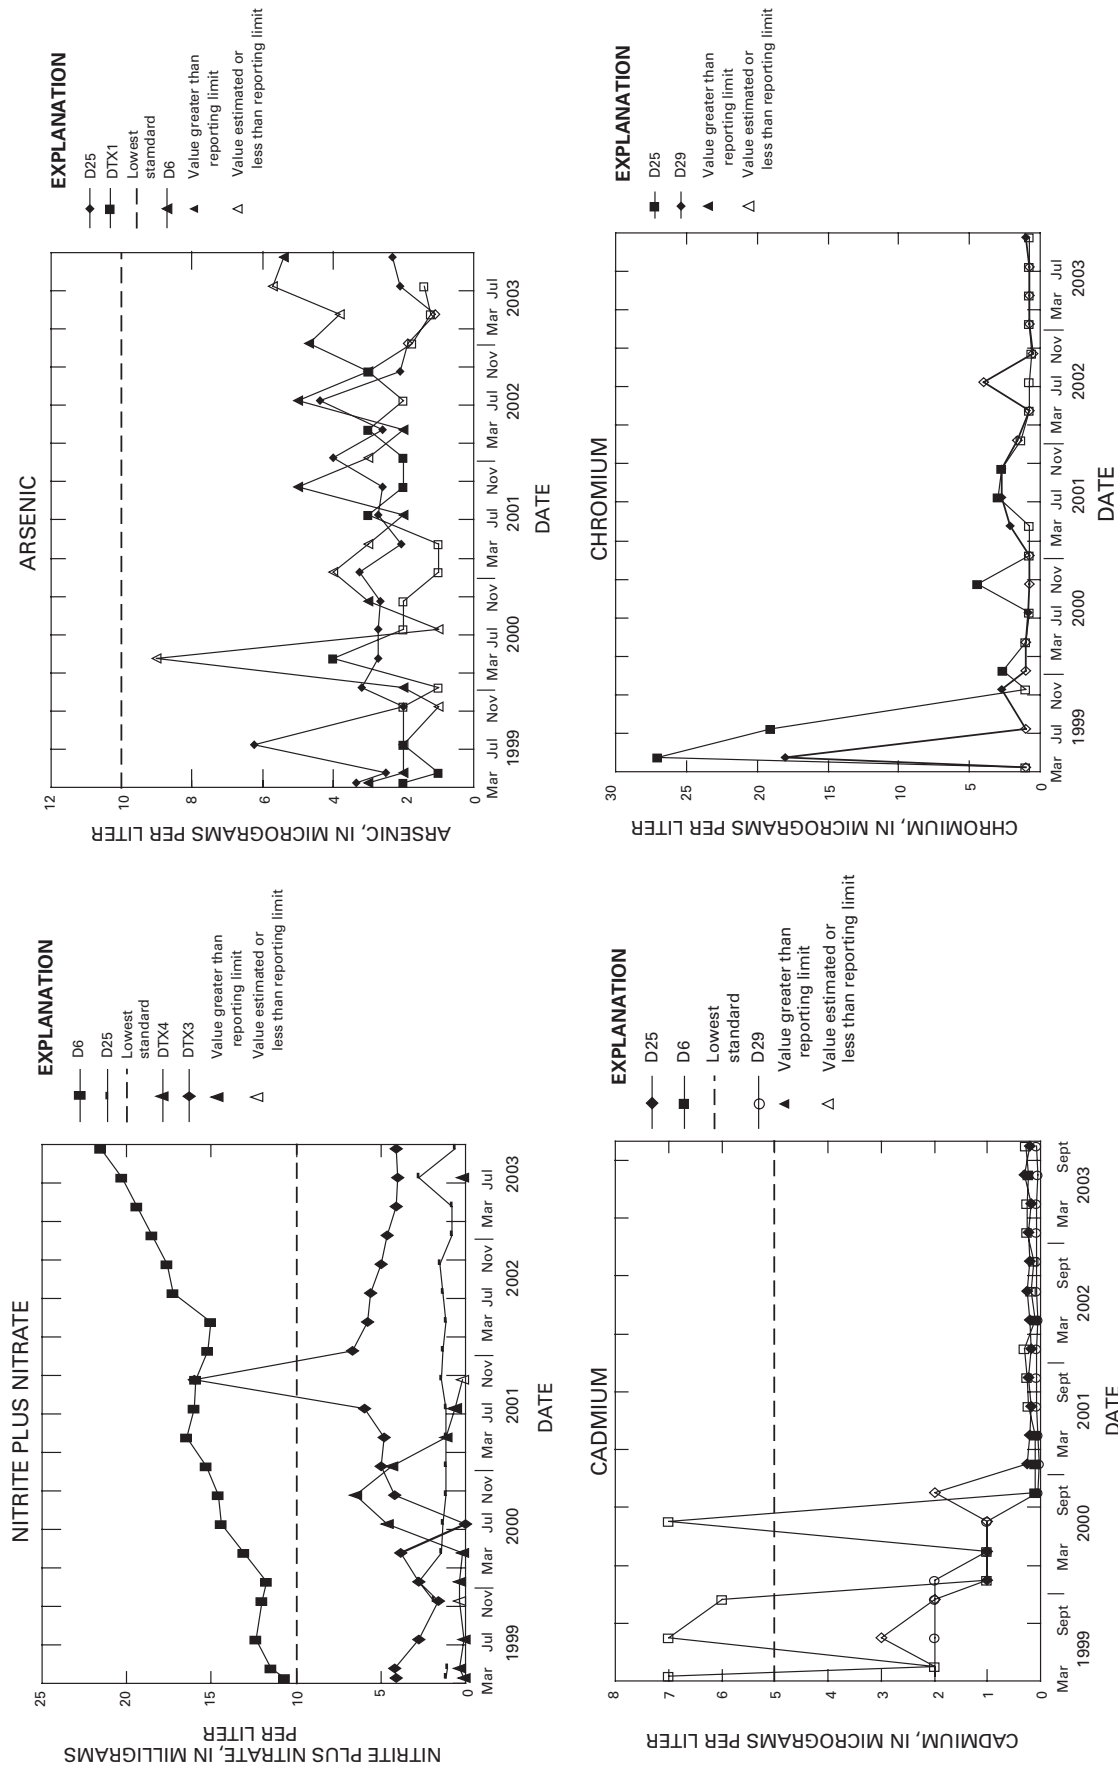 NITRITE PLUS NITRATE
NITRITE PLUS NITRATE, IN MILLIGRAMS
PER LITER
25
20
15
10
5
0
Mar Jul Nov Mar Jul Nov Mar Jul Nov Mar Jul Nov Mar Jul
1999 2000 2001 2002 2003
DATE
EXPLANATION
D6
D25
Lowest
standard
DTX4
DTX3
Value greater than
reporting limit
Value estimated or
less than reporting limit
ARSENIC
ARSENIC, IN MICROGRAMS PER LITER
12
10
8
6
4
2
0
Mar Jul Nov Mar Jul Nov Mar Jul Nov Mar Jul Nov Mar Jul
1999 2000 2001 2002 2003
DATE
EXPLANATION
D25
DTX1
Lowest
stamdard
D6
Value greater than
reporting limit
Value estimated or
less than reporting limit
CADMIUM
CADMIUM, IN MICROGRAMS PER LITER
8
7
6
5
4
3
2
1
0
Mar Sept Mar Sept Mar Sept Mar Sept Mar Sept
1999 2000 2001 2002 2003
DATE
EXPLANATION
D25
D6
Lowest
standard
D29
Value greater than
reporting limit
Value estimated or
less than reporting limit
CHROMIUM
CHROMIUM, IN MICROGRAMS PER LITER
30
25
20
15
10
5
0
Mar Jul Nov Mar Jul Nov Mar Jul Nov Mar Jul Nov Mar Jul
1999 2000 2001 2002 2003
DATE
EXPLANATION
D25
D29
Value greater than
reporting limit
Value estimated or
less than reporting limit